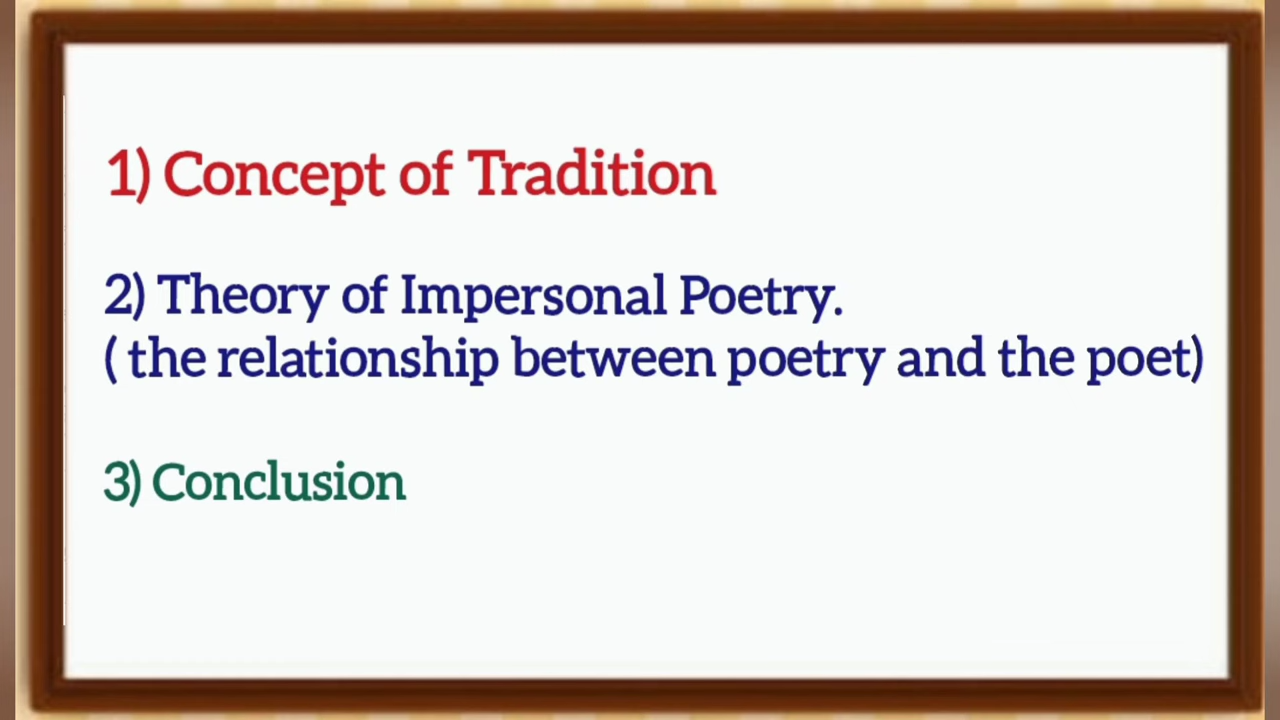 1) Concept of Tradition
2) Theory of Impersonal Poetry.
( the relationship between poetry and the poet)
3) Conclusion